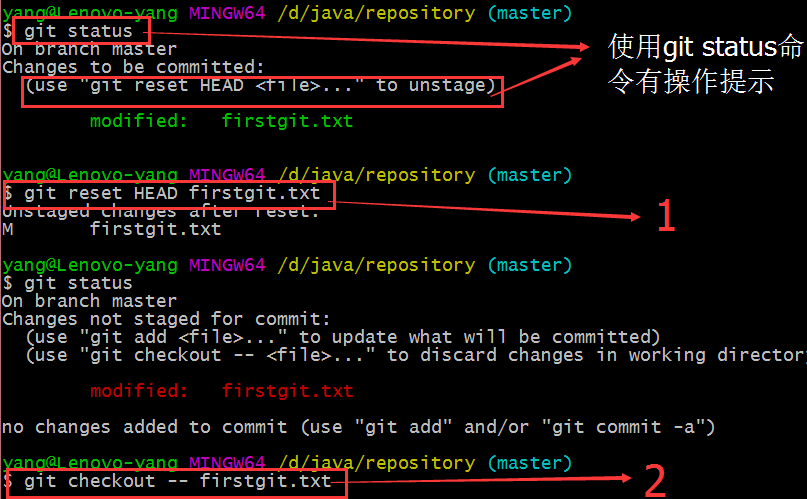 yang@Lenovo-yang MINGW64 /d/java/repository (master)
$ git status
On branch master
Changes to be committed:
(use "git reset HEAD <file>..." to unstage)
modified: firstgit.txt
使用git status命
令有操作提示
yang@Lenovo-yang MINGW64 /d/java/repository (master)
$ git reset HEAD firstgit.txt
Unstaged changes after reset:
M firstgit.txt
1
yang@Lenovo-yang MINGW64 /d/java/repository (master)
$ git status
On branch master
Changes not staged for commit:
(use "git add <file>..." to update what will be committed)
(use "git checkout -- <file>..." to discard changes in working directory
modified: firstgit.txt
no changes added to commit (use "git add" and/or "git commit -a")
yang@Lenovo-yang MINGW64 /d/java/repository (master)
$ git checkout -- firstgit.txt
2